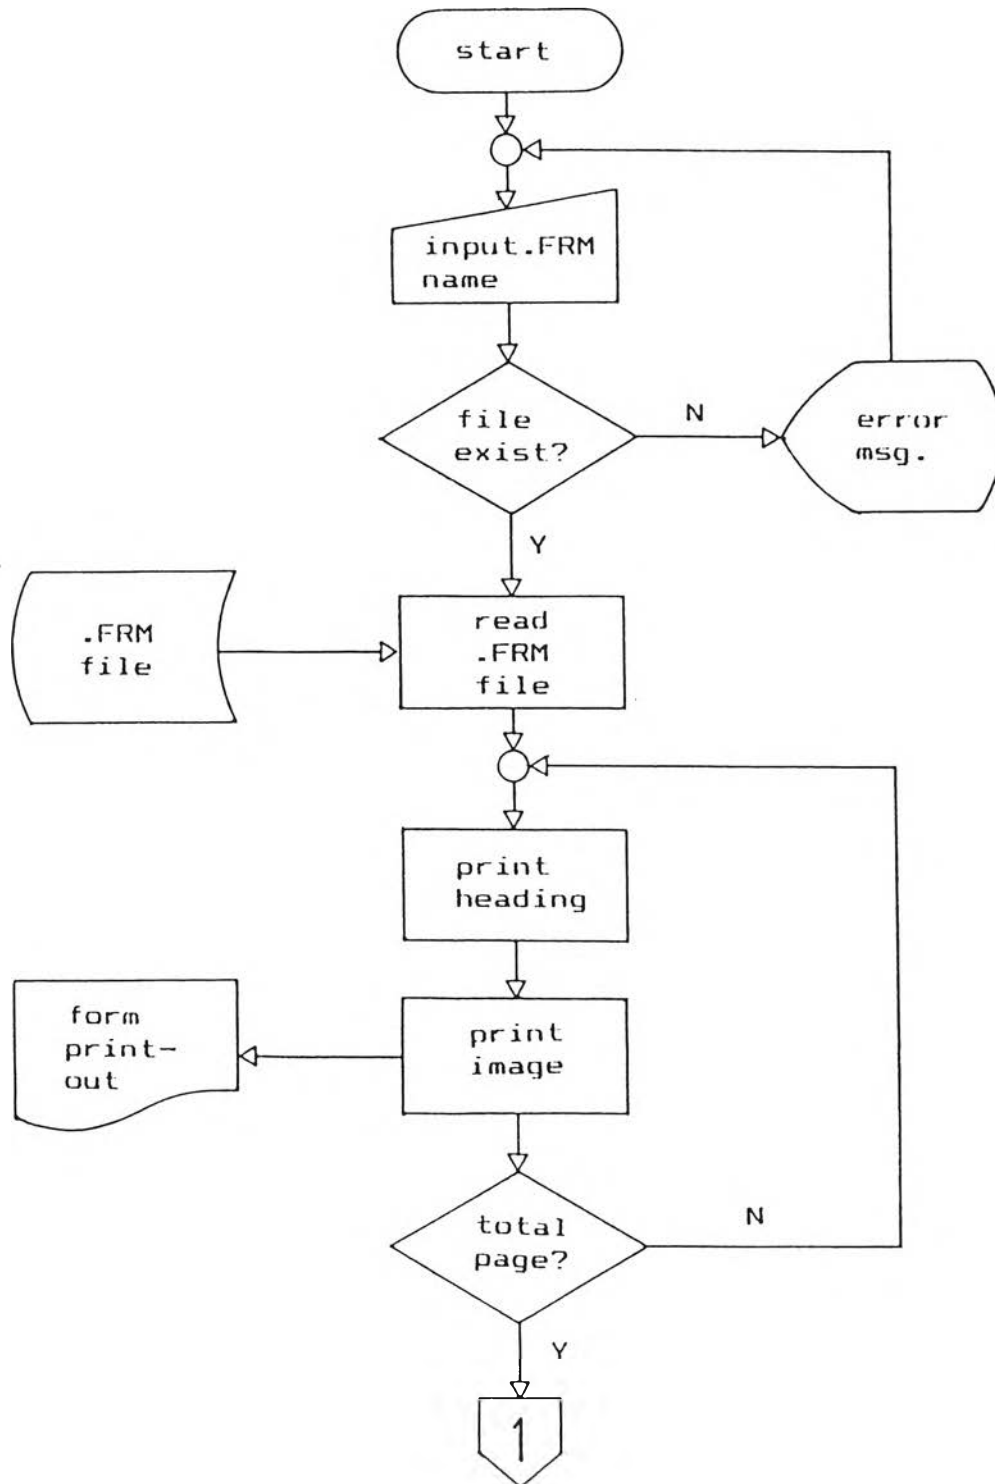 start
input.FRM
name
file
exist?
N
error
msg.
Y
.FRM
file
read
.FRM
file
print
heading
form
print-
out
print
image
total
page?
N
Y
1